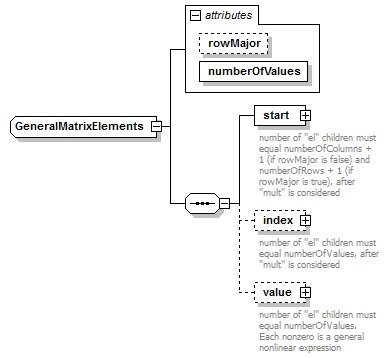 attributes
rowMajor
numberOfValues
GeneralMatrixElements
start
number of "el" children must
equal numberOfColumns +
1 (if rowMajor is false) and
numberOfRows + 1 (if
rowMajor is true), after
"mult" is considered
index
number of "el" children must
equal numberOfValues, after
"mult" is considered
value
number of "el" children must
equal numberOfValues.
Each nonzero is a general
nonlinear expression